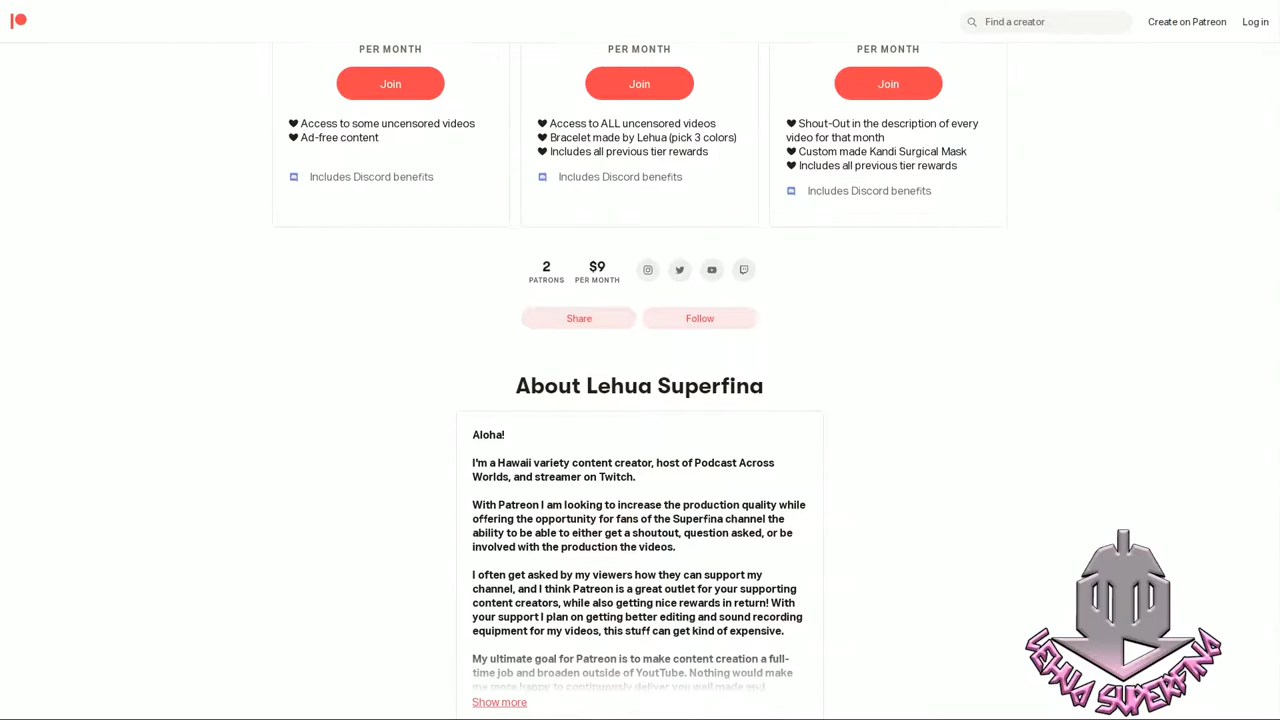 Find a creator
Create on Patreon
Log in
PER MONTH
Join
♥ Access to some uncensored videos
♥ Ad-free content
Includes Discord benefits
PER MONTH
Join
♥ Access to ALL uncensored videos
♥ Bracelet made by Lehua (pick 3 colors)
♥ Includes all previous tier rewards
Includes Discord benefits
PER MONTH
Join
♥ Shout-Out in the description of every
video for that month
♥ Custom made Kandi Surgical Mask
♥ Includes all previous tier rewards
Includes Discord benefits
2
PATRONS
$9
PER MONTH
Share
Follow
About Lehua Superfina
Aloha!
I'm a Hawaii variety content creator, host of Podcast Across
Worlds, and streamer on Twitch.
With Patreon I am looking to increase the production quality while
offering the opportunity for fans of the Superfina channel the
ability to be able to either get a shoutout, question asked, or be
involved with the production the videos.
I often get asked by my viewers how they can support my
channel, and I think Patreon is a great outlet for your supporting
content creators, while also getting nice rewards in return! With
your support I plan on getting better editing and sound recording
equipment for my videos, this stuff can get kind of expensive.
My ultimate goal for Patreon is to make content creation a full-
time job and broaden outside of YouTube. Nothing would make
me more happy to continuously deliver you well made and
Show more
LEHUA SUPERFINA